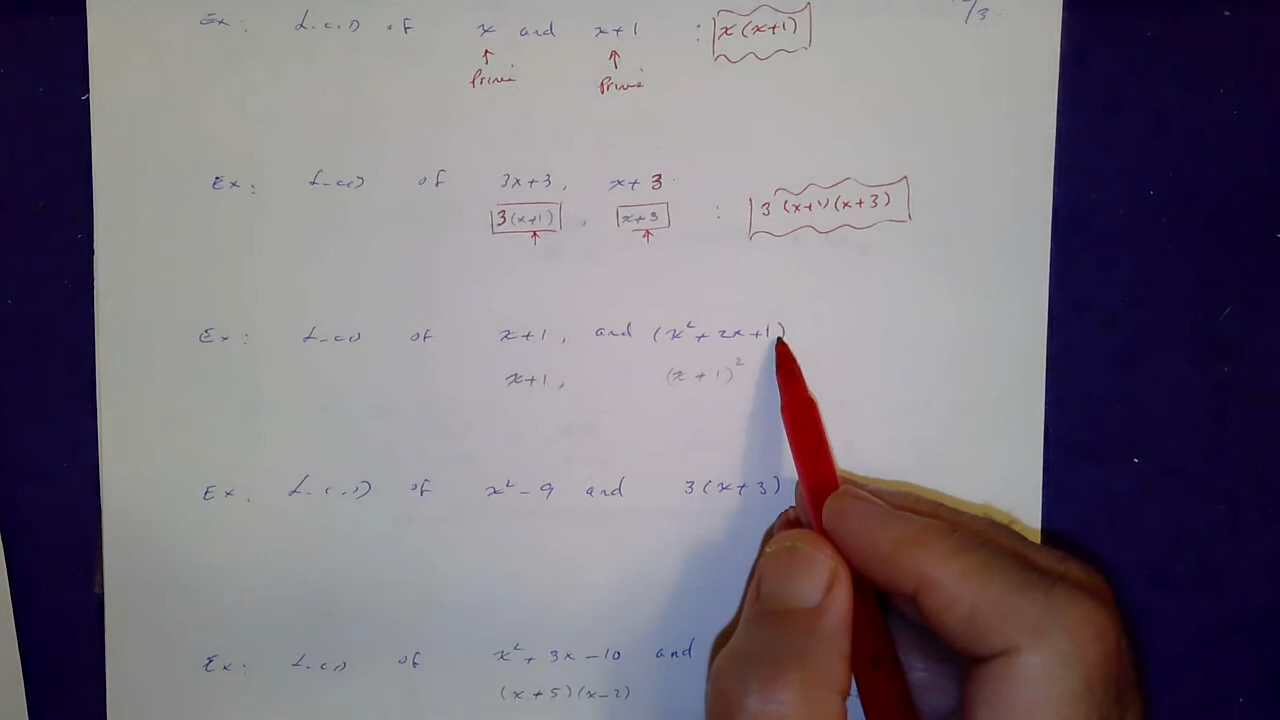 Ex: L.C.D of x and x+1 : x(x+1)
↑ ↑
Prime Prime
Ex: L.C.D of 3x+3, x+3
3(x+1) , x+3 : 3(x+1)(x+3)
↑ ↑
Ex: L.C.D of x+1, and (x²+2x+1)
x+1, (x+1)²
Ex: L.C.D of x²-9 and 3(x+3)
Ex: L.C.D of x²+3x-10 and
(x+5)(x-2)